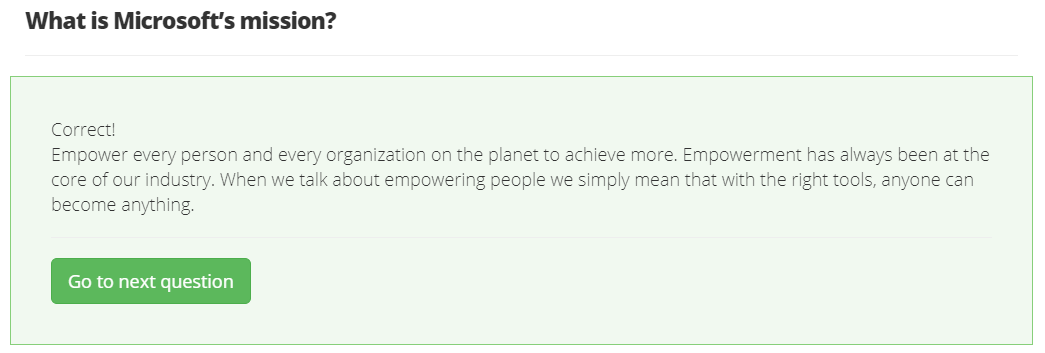 What is Microsoft’s mission?
Correct!
Empower every person and every organization on the planet to achieve more. Empowerment has always been at the
core of our industry. When we talk about empowering people we simply mean that with the right tools, anyone can
become anything.
Go to next question